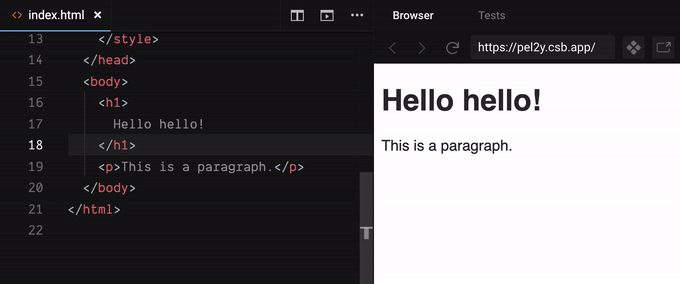 index.html
13 </style>
14 </head>
15 <body>
16 <h1>
17 Hello hello!
18 </h1>
19 <p>This is a paragraph.</p>
20 </body>
21 </html>
22
Browser Tests
https://pel2y.csb.app/
Hello hello!
This is a paragraph.